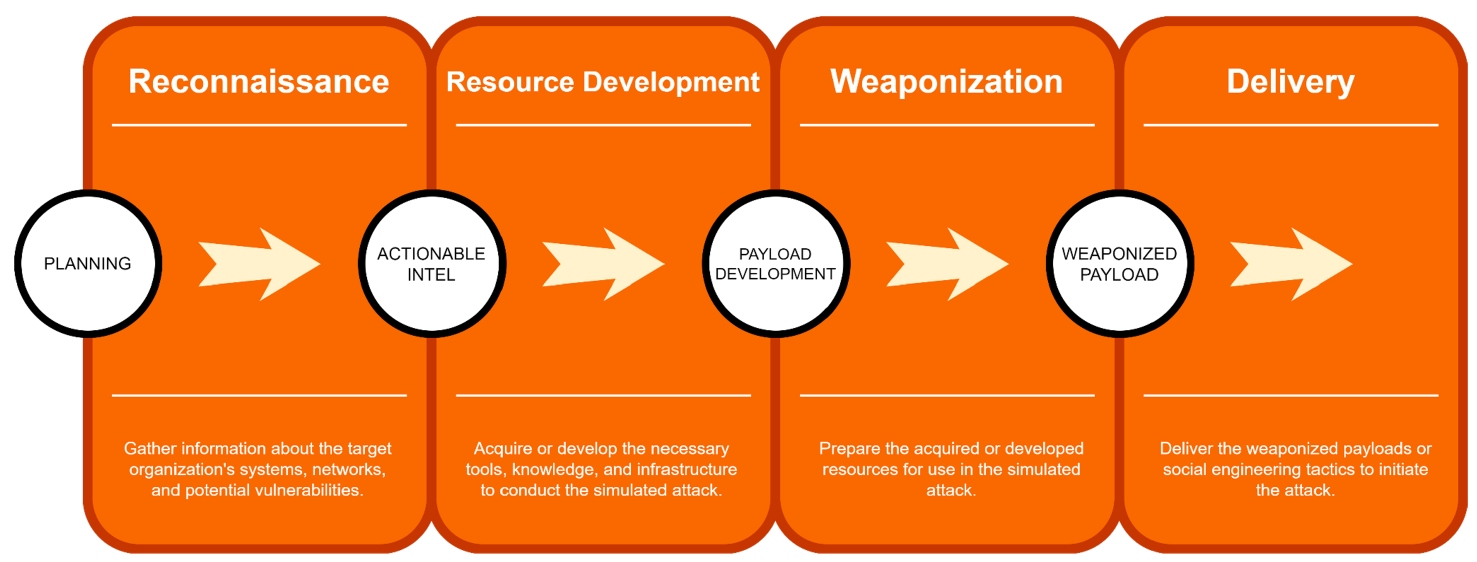 Reconnaissance
Resource Development
Weaponization
Delivery
PLANNING
ACTIONABLE
INTEL
PAYLOAD
DEVELOPMENT
WEAPONIZED
PAYLOAD
Gather information about the target
organization's systems, networks,
and potential vulnerabilities.
Acquire or develop the necessary
tools, knowledge, and infrastructure
to conduct the simulated attack.
Prepare the acquired or developed
resources for use in the simulated
attack.
Deliver the weaponized payloads or
social engineering tactics to initiate
the attack.